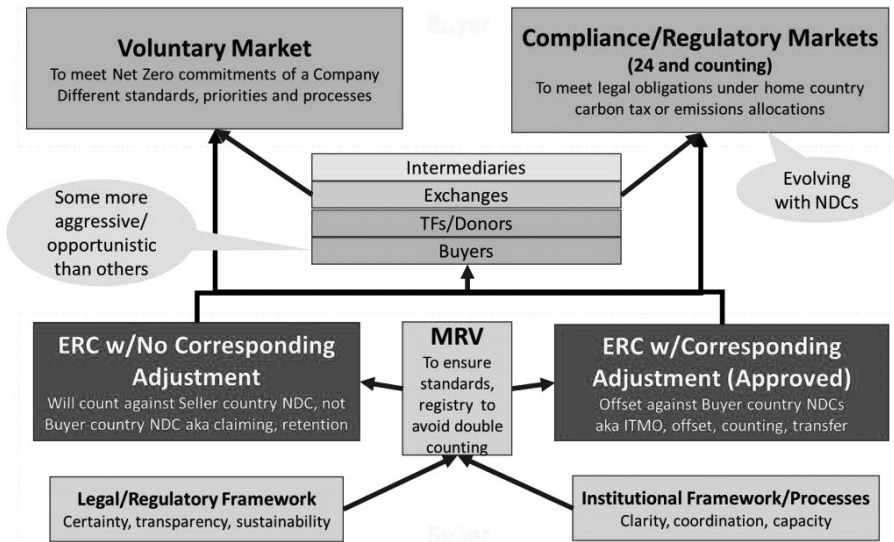 Buyer
Voluntary Market
To meet Net Zero commitments of a Company
Different standards, priorities and processes
Compliance/Regulatory Markets
(24 and counting)
To meet legal obligations under home country
carbon tax or emissions allocations
Intermediaries
Exchanges
TFs/Donors
Buyers
Some more
aggressive/
opportunistic
than others
Evolving
with NDCs
ERC w/No Corresponding
Adjustment
Will count against Seller country NDC, not
Buyer country NDC aka claiming, retention
MRV
To ensure
standards,
registry to
avoid double
counting
ERC w/Corresponding
Adjustment (Approved)
Offset against Buyer country NDCs
aka ITMO, offset, counting, transfer
Legal/Regulatory Framework
Certainty, transparency, sustainability
Institutional Framework/Processes
Clarity, coordination, capacity
Seller